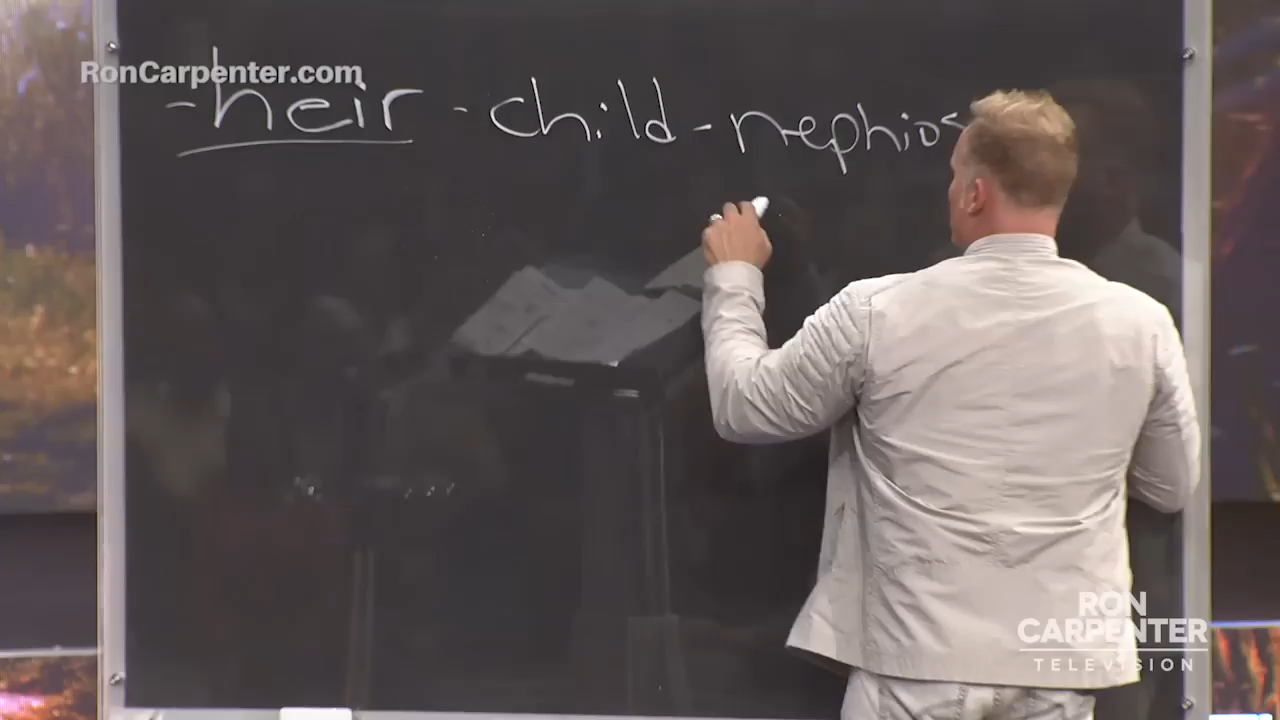 RonCarpenter.com
-heir - child - nephios
RON
CARPENTER
TELEVISION